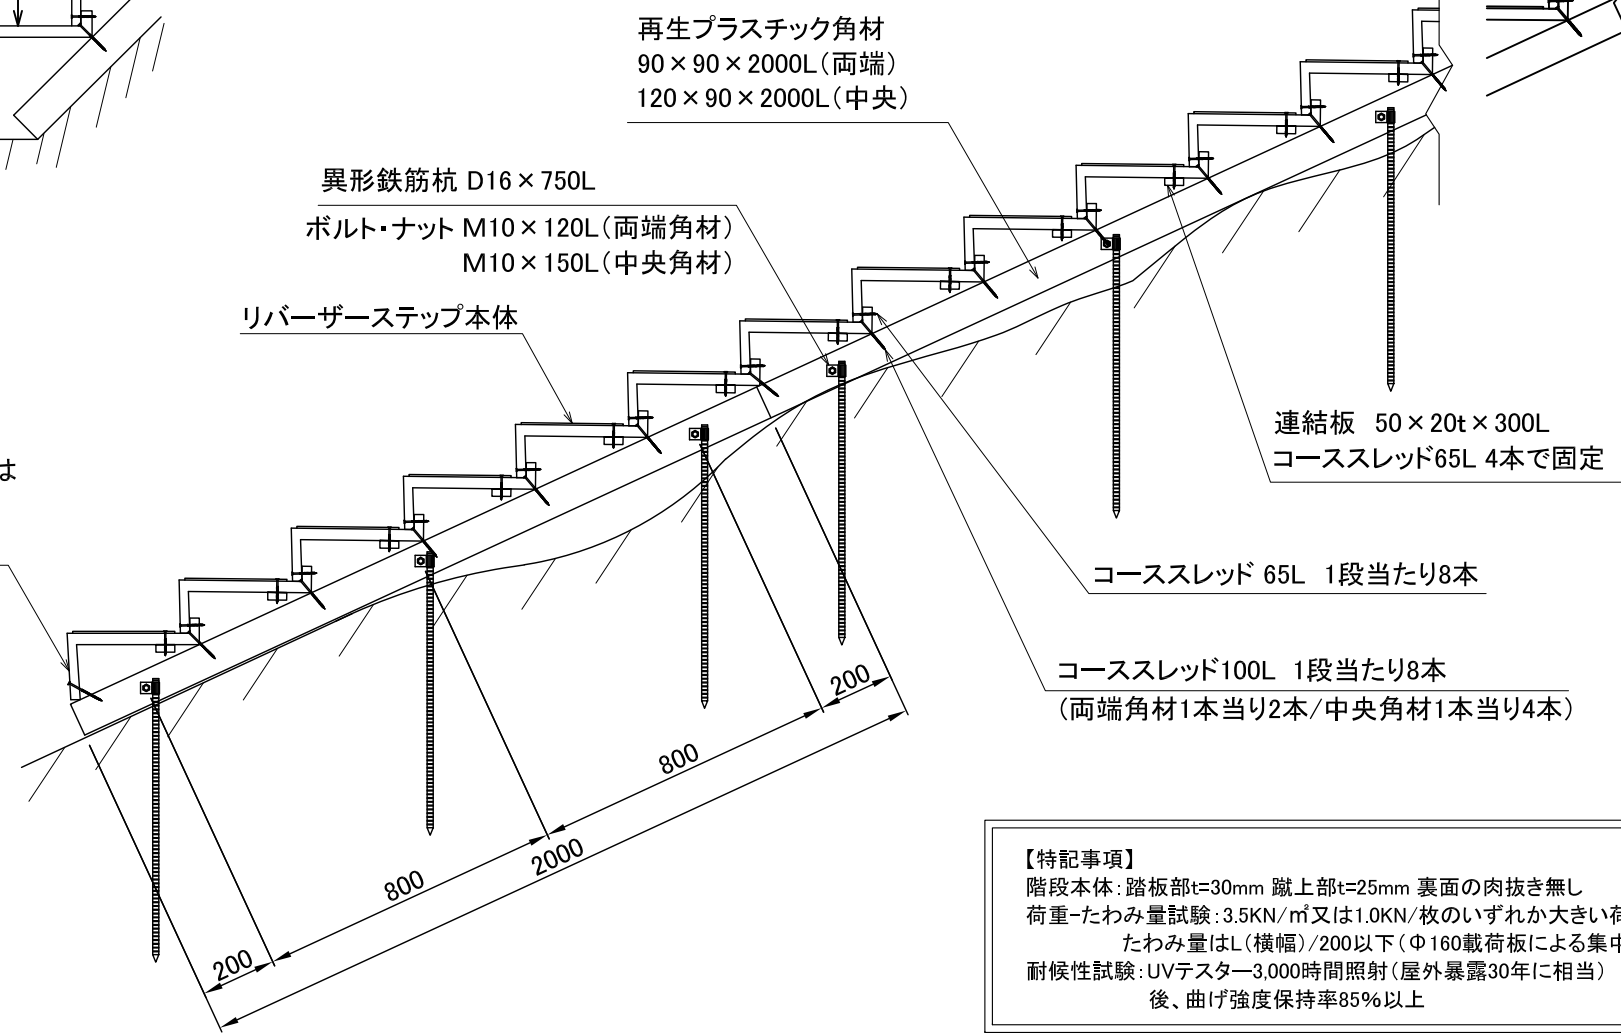 再生プラスチック角材
90×90×2000L(両端)
120×90×2000L(中央)
異形鉄筋杭 D16×750L
ボルト・ナット M10×120L(両端角材)
M10×150L(中央角材)
リバーザーステップ本体
は
連結板 50×20t×300L
コーススレッド65L 4本で固定
コーススレッド 65L 1段当たり8本
コーススレッド100L 1段当たり8本
(両端角材1本当り2本/中央角材1本当り4本)
200
800
800
200
2000
【特記事項】
階段本体:踏板部t=30mm 蹴上部t=25mm 裏面の肉抜き無し
荷重-たわみ量試験:3.5KN/㎡又は1.0KN/枚のいずれか大きい荷
たわみ量はL(横幅)/200以下(Φ160載荷板による集中
耐候性試験:UVテスター3,000時間照射(屋外暴露30年に相当)
後、曲げ強度保持率85%以上